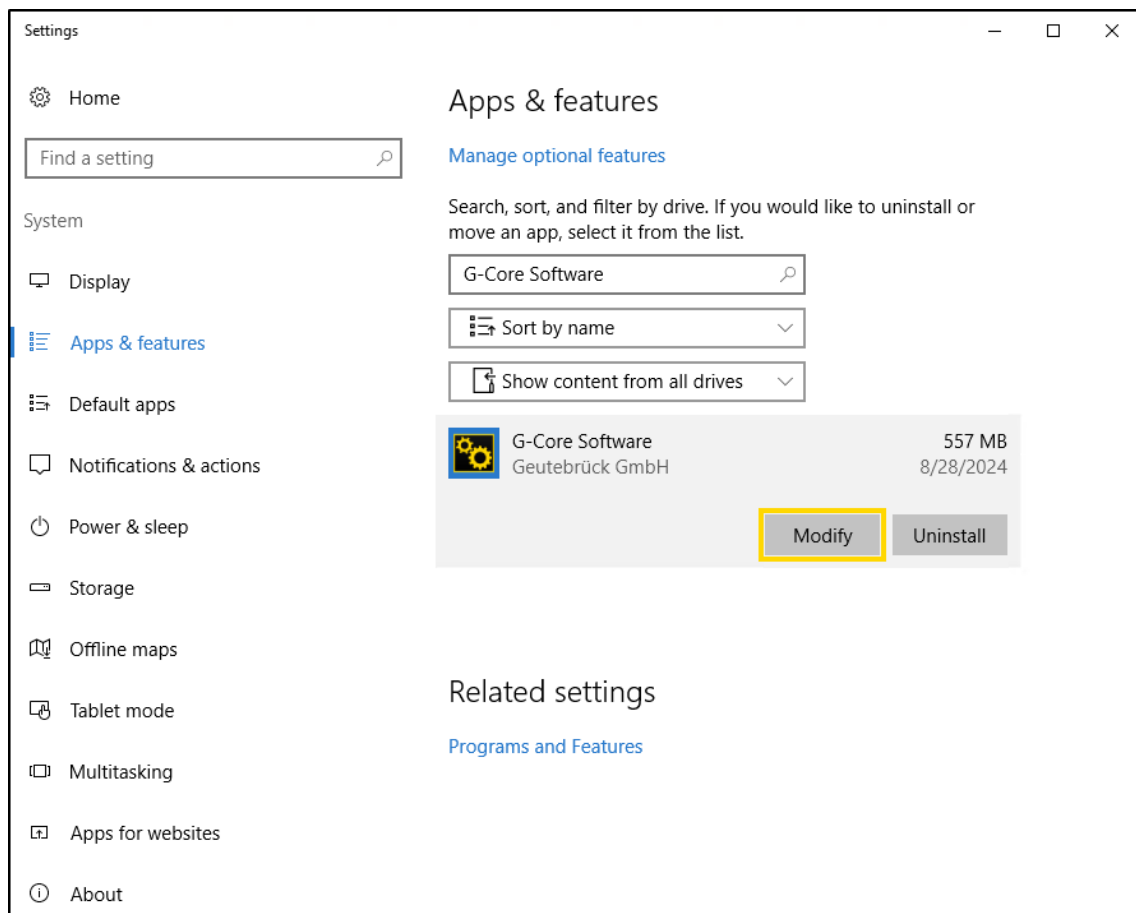 Settings
Home
Find a setting
System
Display
Apps & features
Default apps
Notifications & actions
Power & sleep
Storage
Offline maps
Tablet mode
Multitasking
Apps for websites
About
Apps & features
Manage optional features
Search, sort, and filter by drive. If you would like to uninstall or
move an app, select it from the list.
G-Core Software
Sort by name
Show content from all drives
G-Core Software 557 MB
Geutebrück GmbH 8/28/2024
Modify Uninstall
Related settings
Programs and Features